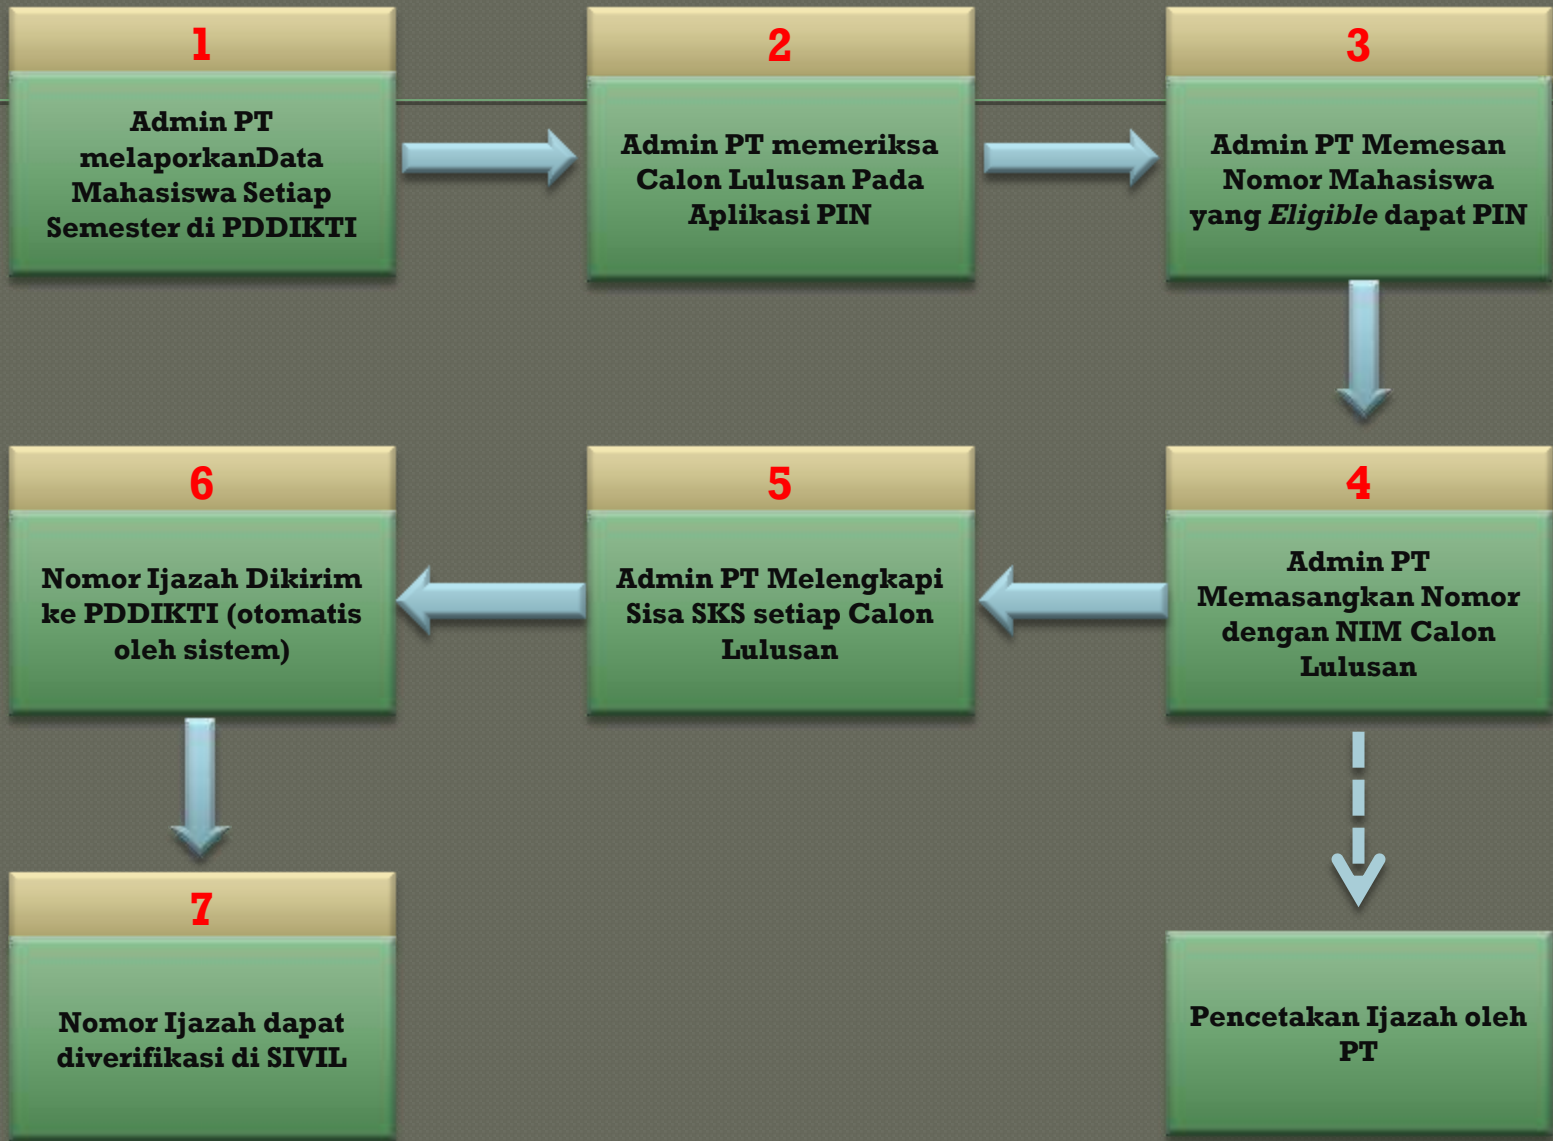 1
Admin PT
melaporkanData
Mahasiswa Setiap
Semester di PDDIKTI
2
Admin PT memeriksa
Calon Lulusan Pada
Aplikasi PIN
3
Admin PT Memesan
Nomor Mahasiswa
yang Eligible dapat PIN
4
Admin PT
Memasangkan Nomor
dengan NIM Calon
Lulusan
5
Admin PT Melengkapi
Sisa SKS setiap Calon
Lulusan
6
Nomor Ijazah Dikirim
ke PDDIKTI (otomatis
oleh sistem)
7
Nomor Ijazah dapat
diverifikasi di SIVIL
Pencetakan Ijazah oleh
PT